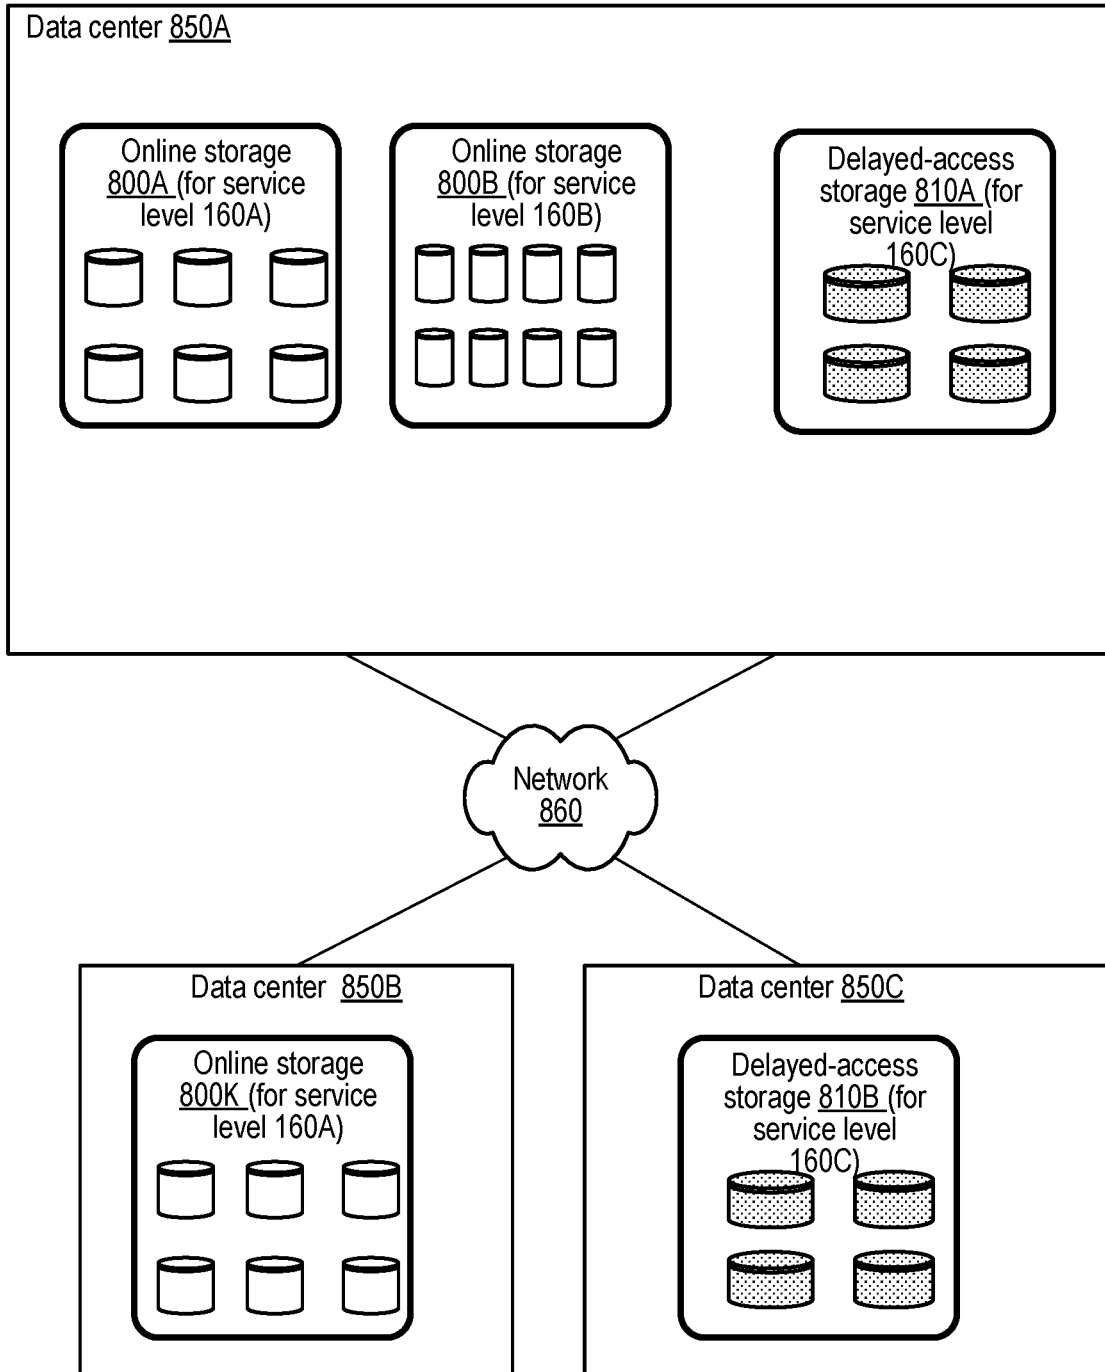 Data center 850A
Online storage
800A (for service
level 160A)
Online storage
800B (for service
level 160B)
Delayed-access
storage 810A (for
service level
160C)
Network
860
Data center 850B
Online storage
800K (for service
level 160A)
Data center 850C
Delayed-access
storage 810B (for
service level
160C)